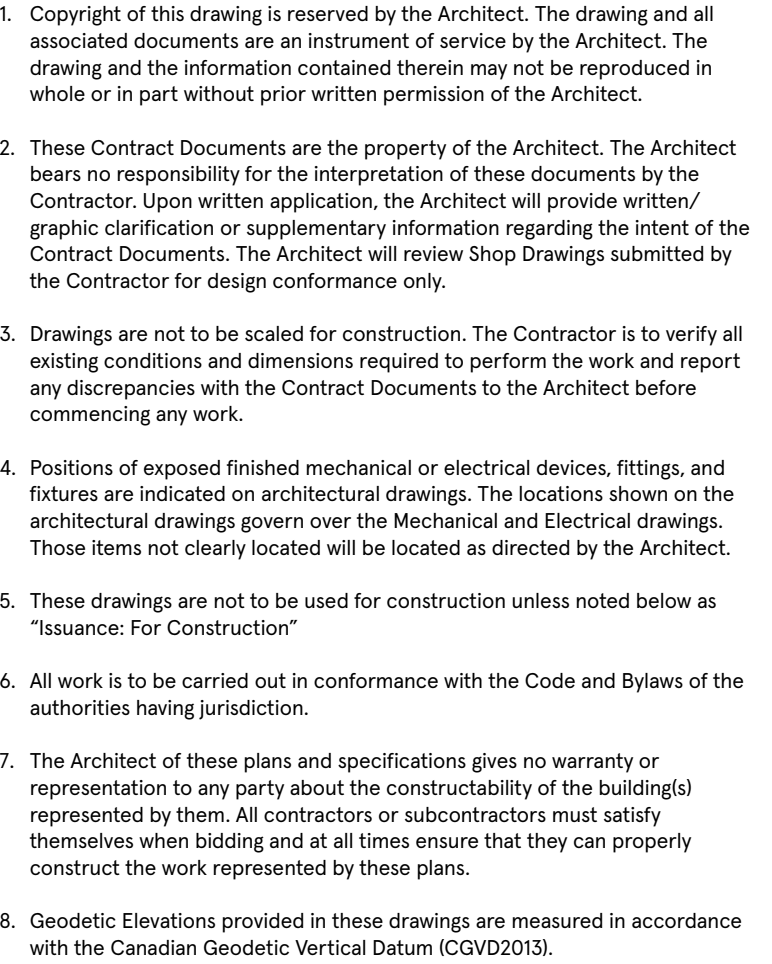 1. Copyright of this drawing is reserved by the Architect. The drawing and all
associated documents are an instrument of service by the Architect. The
drawing and the information contained therein may not be reproduced in
whole or in part without prior written permission of the Architect.
2. These Contract Documents are the property of the Architect. The Architect
bears no responsibility for the interpretation of these documents by the
Contractor. Upon written application, the Architect will provide written/
graphic clarification or supplementary information regarding the intent of the
Contract Documents. The Architect will review Shop Drawings submitted by
the Contractor for design conformance only.
3. Drawings are not to be scaled for construction. The Contractor is to verify all
existing conditions and dimensions required to perform the work and report
any discrepancies with the Contract Documents to the Architect before
commencing any work.
4. Positions of exposed finished mechanical or electrical devices, fittings, and
fixtures are indicated on architectural drawings. The locations shown on the
architectural drawings govern over the Mechanical and Electrical drawings.
Those items not clearly located will be located as directed by the Architect.
5. These drawings are not to be used for construction unless noted below as
“Issuance: For Construction”
6. All work is to be carried out in conformance with the Code and Bylaws of the
authorities having jurisdiction.
7. The Architect of these plans and specifications gives no warranty or
representation to any party about the constructability of the building(s)
represented by them. All contractors or subcontractors must satisfy
themselves when bidding and at all times ensure that they can properly
construct the work represented by these plans.
8. Geodetic Elevations provided in these drawings are measured in accordance
with the Canadian Geodetic Vertical Datum (CGVD2013).